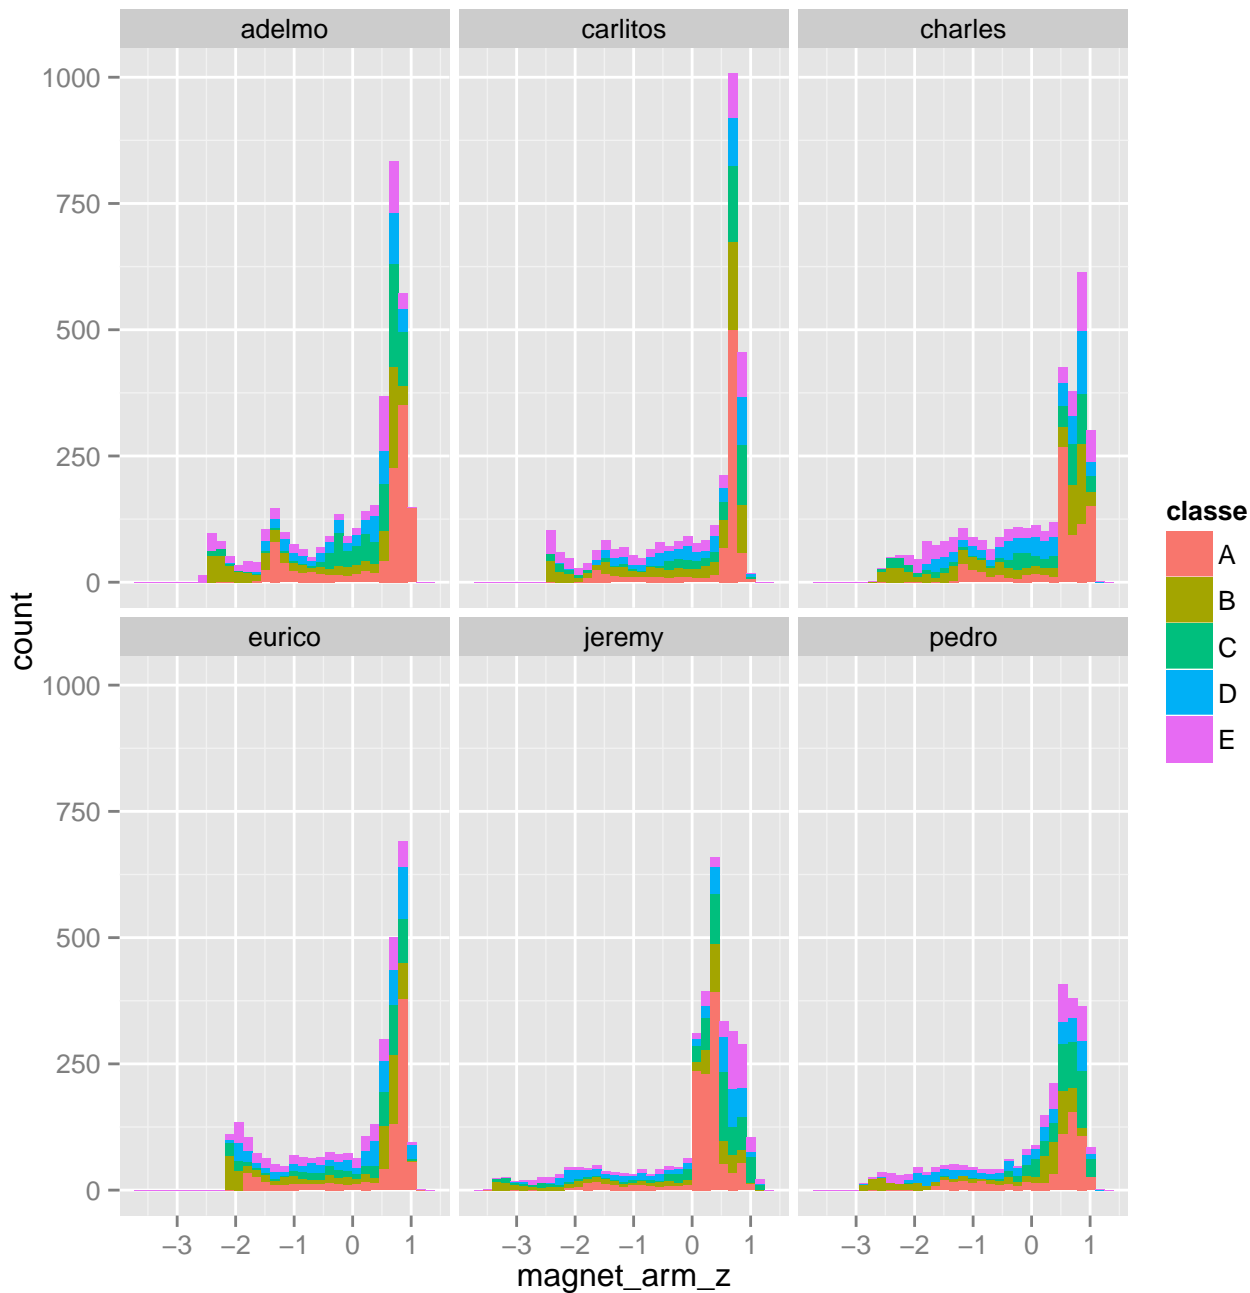 adelmo carlitos charles
1000
750
500
250
0
eurico jeremy pedro
1000
750
500
250
0
−3 −2 −1 0 1 −3 −2 −1 0 1 −3 −2 −1 0 1
magnet_arm_z
count
classe
A
B
C
D
E